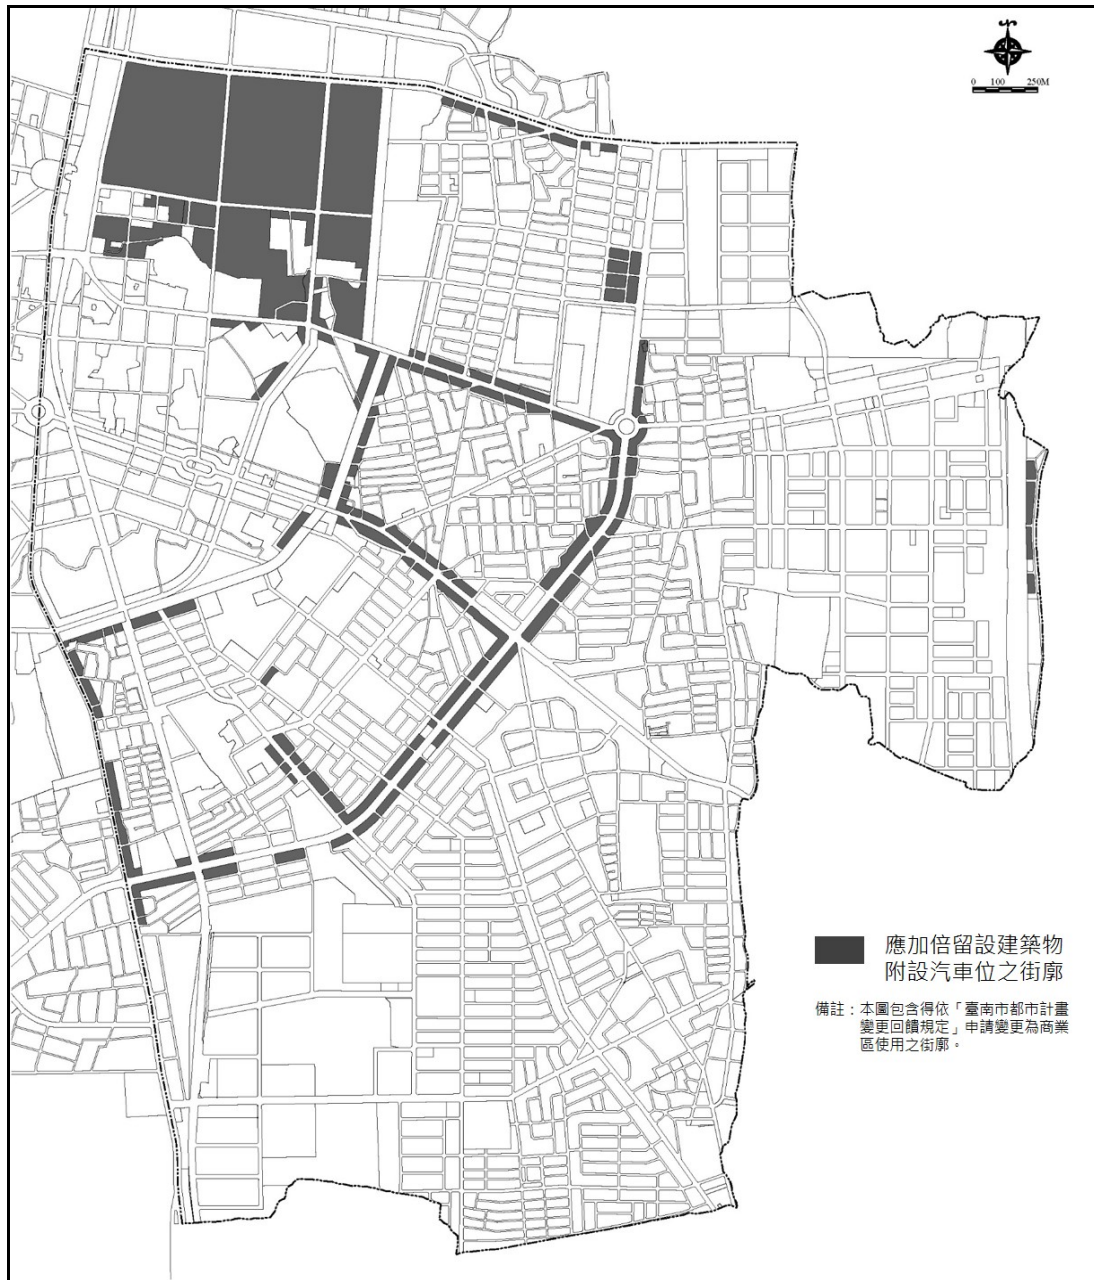 0 100 250M
應加倍留設建築物
附設汽車位之街廓
備註：本圖包含得依「臺南市都市計畫
變更回饋規定」申請變更為商業
區使用之街廓。